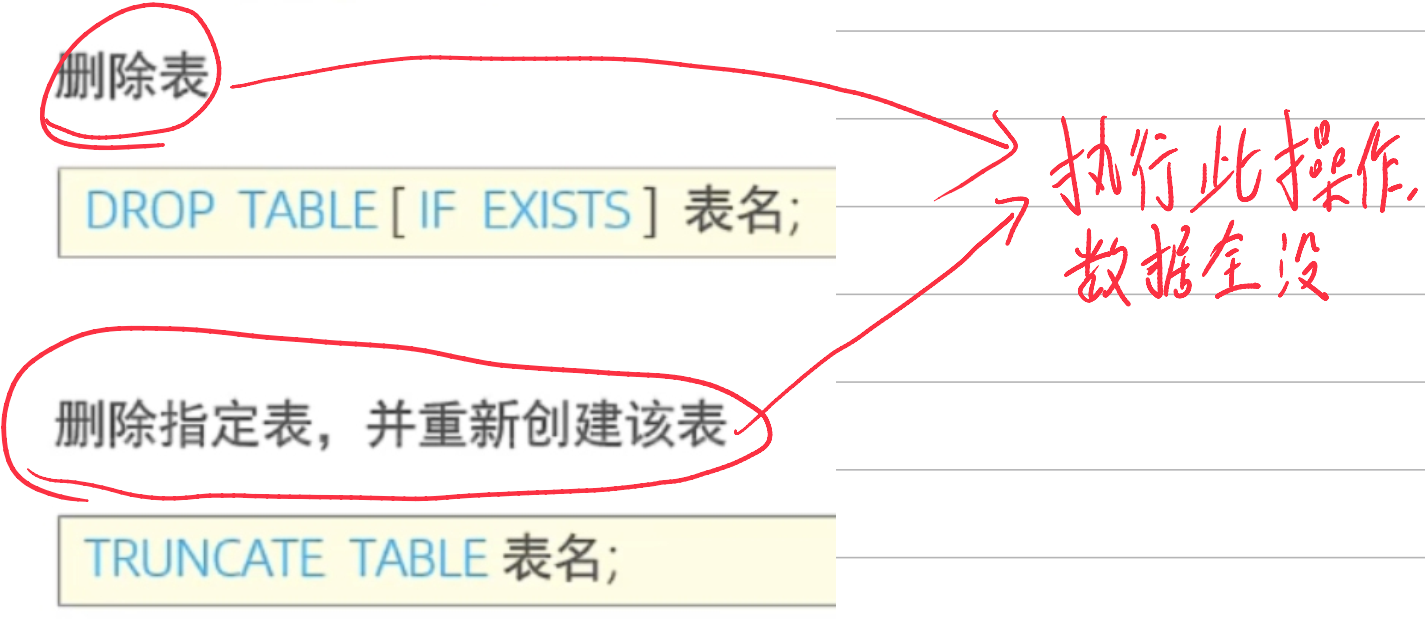 删除表
DROP TABLE [ IF EXISTS ] 表名;
执行此操作,
数据全没
删除指定表，并重新创建该表
TRUNCATE TABLE 表名;